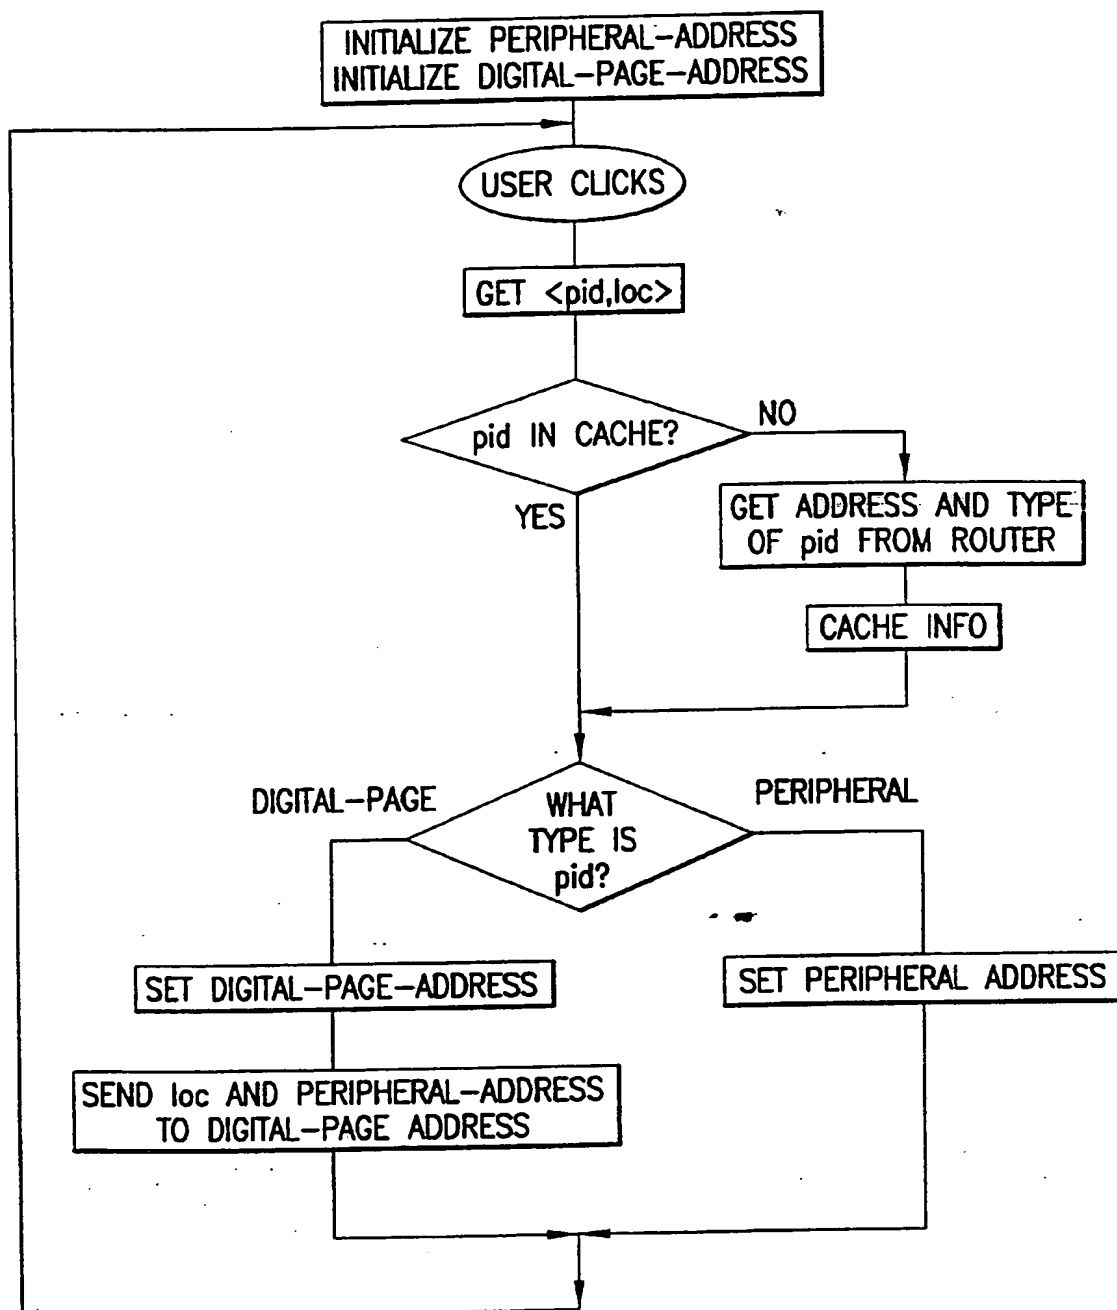 INITIALIZE PERIPHERAL-ADDRESS
INITIALIZE DIGITAL-PAGE-ADDRESS
USER CLICKS
GET <pid,loc>
pid IN CACHE?
NO
YES
GET ADDRESS AND TYPE
OF pid FROM ROUTER
CACHE INFO
DIGITAL-PAGE
WHAT
TYPE IS
pid?
PERIPHERAL
SET DIGITAL-PAGE-ADDRESS
SET PERIPHERAL ADDRESS
SEND loc AND PERIPHERAL-ADDRESS
TO DIGITAL-PAGE ADDRESS